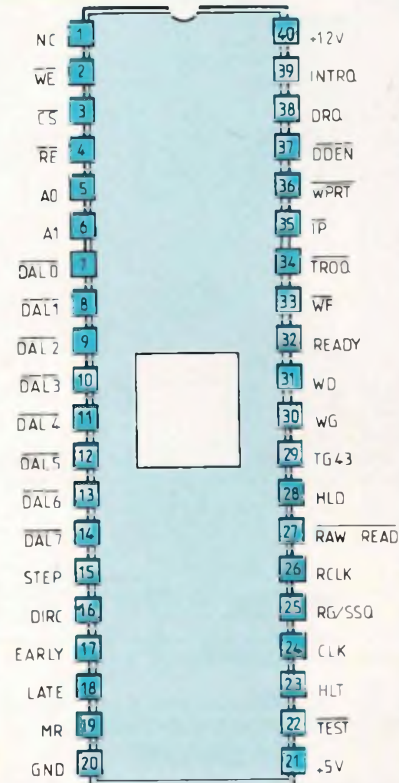 NC 1 40 +12V
WE 2 39 INTRQ
CS 3 38 DRQ
RE 4 37 DDEN
A0 5 36 WPRT
A1 6 35 IP
DAL0 7 34 TR00
DAL1 8 33 WF
DAL2 9 32 READY
DAL3 10 31 WD
DAL4 11 30 WG
DAL5 12 29 TG43
DAL6 13 28 HLD
DAL7 14 27 RAW READ
STEP 15 26 RCLK
DIRC 16 25 RG/SSO
EARLY 17 24 CLK
LATE 18 23 HLT
MR 19 22 TEST
GND 20 21 +5V